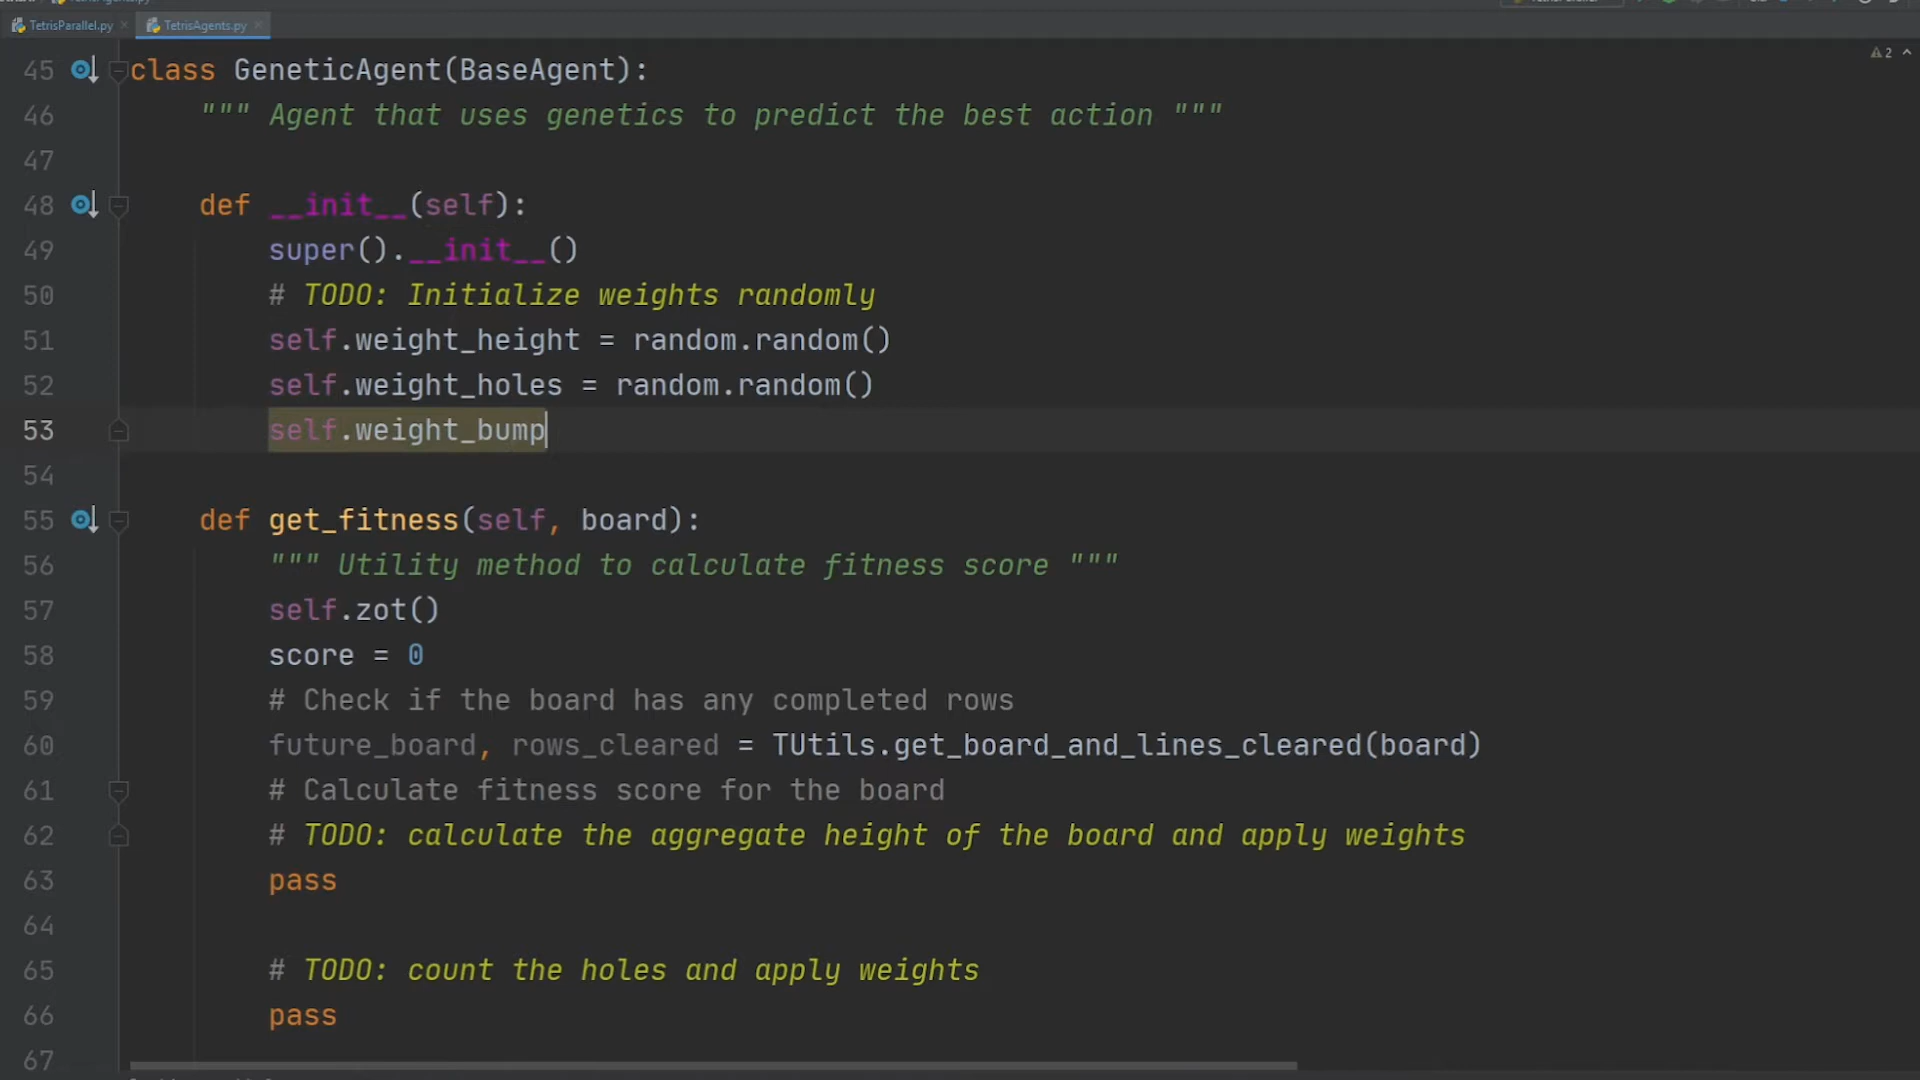 TetrisParallel.py
TetrisAgents.py
2
45 class GeneticAgent(BaseAgent):
46 """ Agent that uses genetics to predict the best action """
47
48 def __init__(self):
49 super().__init__()
50 # TODO: Initialize weights randomly
51 self.weight_height = random.random()
52 self.weight_holes = random.random()
53 self.weight_bump
54
55 def get_fitness(self, board):
56 """ Utility method to calculate fitness score """
57 self.zot()
58 score = 0
59 # Check if the board has any completed rows
60 future_board, rows_cleared = TUtils.get_board_and_lines_cleared(board)
61 # Calculate fitness score for the board
62 # TODO: calculate the aggregate height of the board and apply weights
63 pass
64
65 # TODO: count the holes and apply weights
66 pass
67